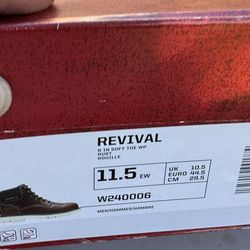 REVIVAL
6 IN SOFT TOE WP
RUST
ROUILLE
11.5 EW
UK 10.5
EURO 44.5
CM 29.5
W240006
MEN/HOMMES/HOMBRE